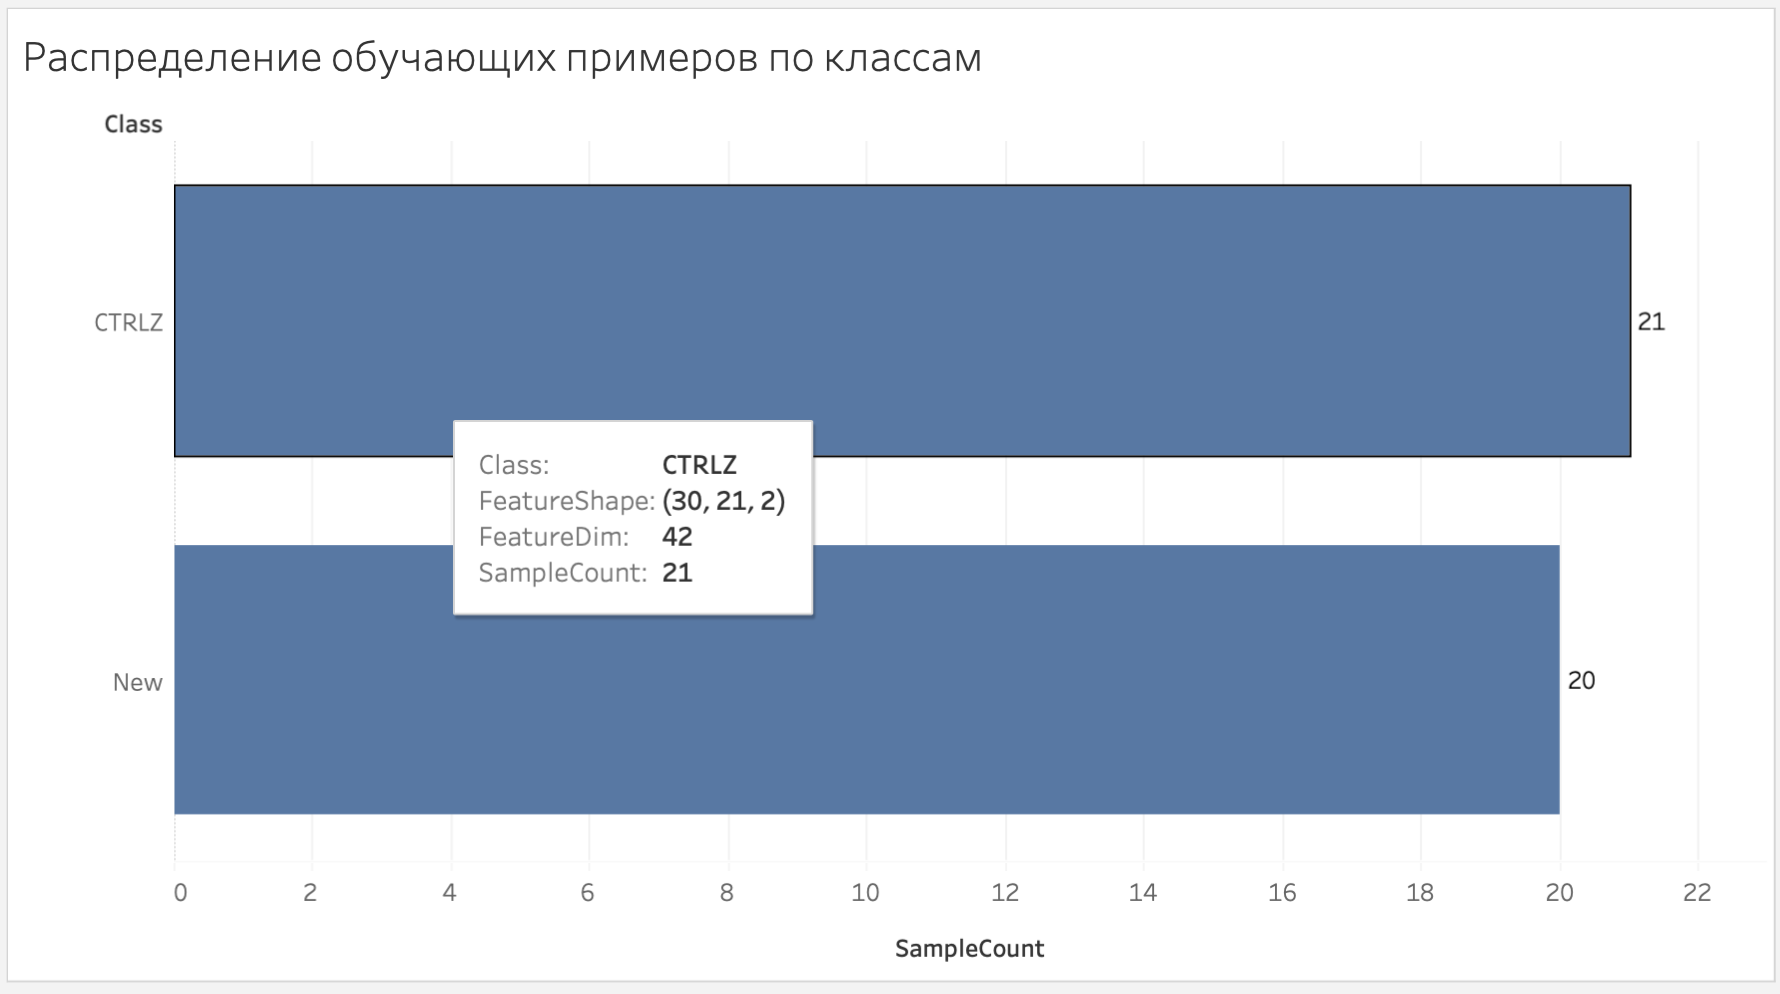 Распределение обучающих примеров по классам
Class
CTRLZ
21
Class: CTRLZ
FeatureShape: (30, 21, 2)
FeatureDim: 42
SampleCount: 21
New
20
0 2 4 6 8 10 12 14 16 18 20 22
SampleCount